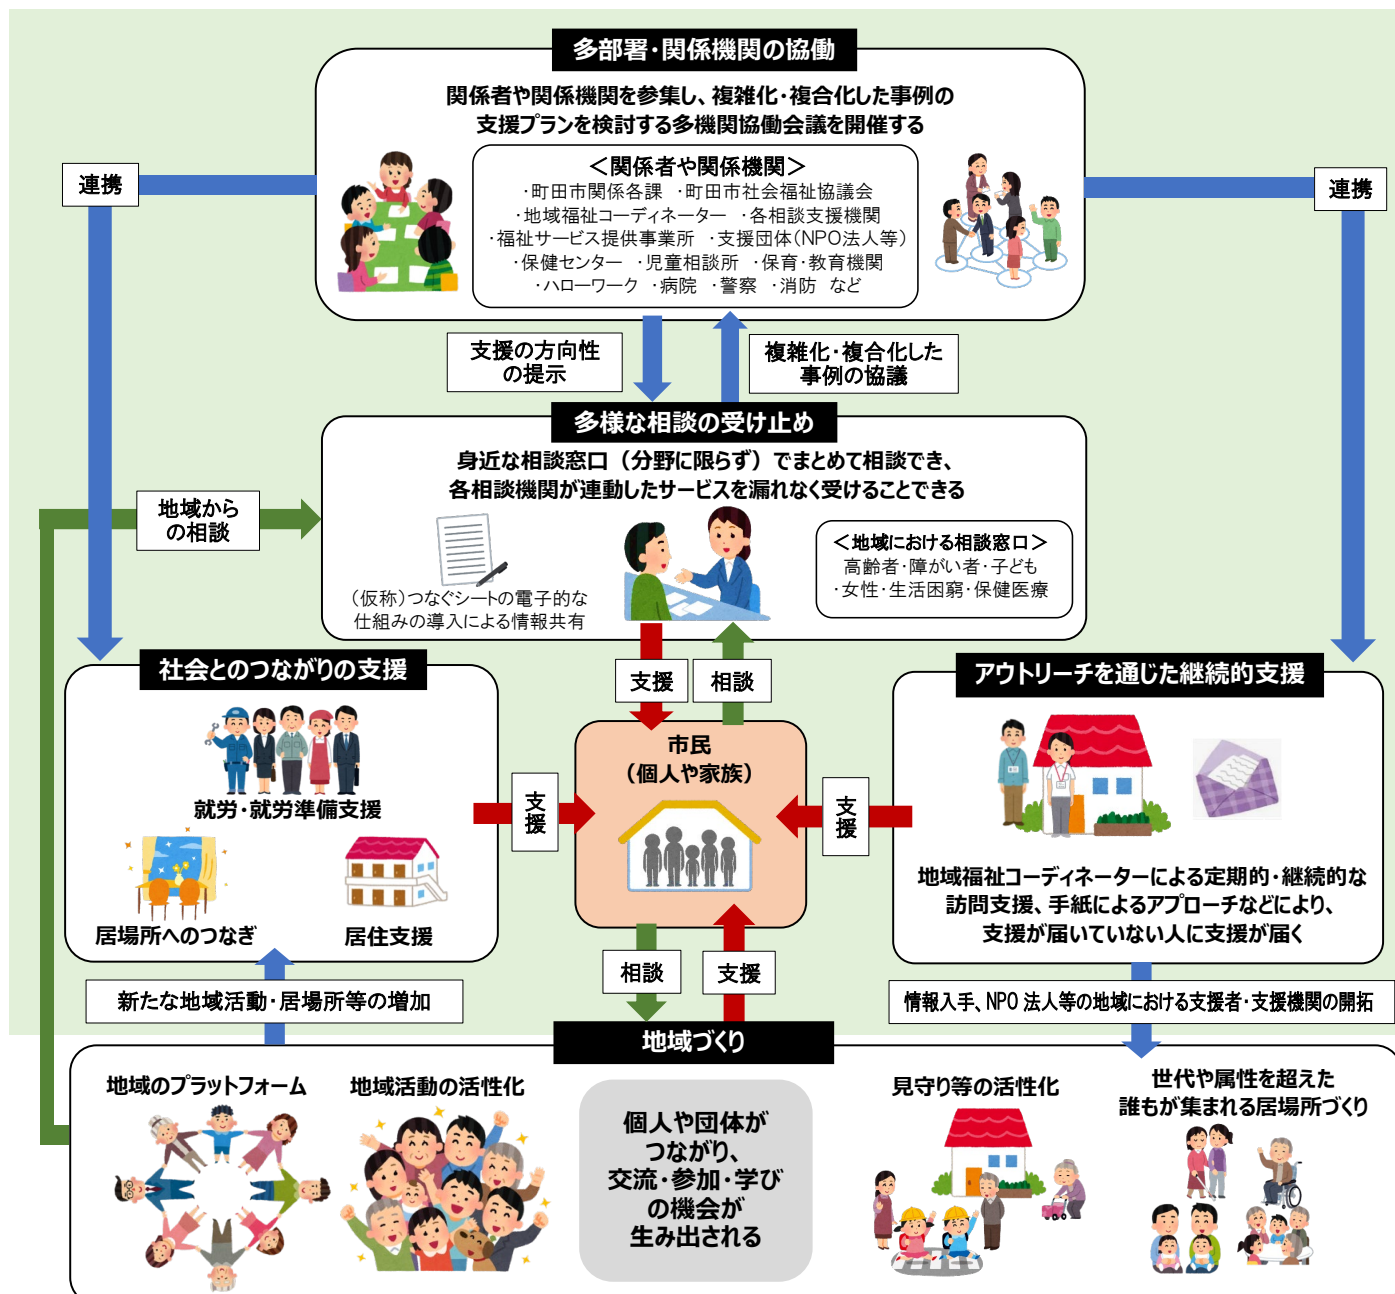 多部署・関係機関の協働
関係者や関係機関を参集し、複雑化・複合化した事例の
支援プランを検討する多機関協働会議を開催する
＜関係者や関係機関＞
・町田市関係各課　・町田市社会福祉協議会
・地域福祉コーディネーター　・各相談支援機関
・福祉サービス提供事業所　・支援団体（NPO法人等）
・保健センター　・児童相談所　・保育・教育機関
・ハローワーク　・病院　・警察　・消防　など
連携
連携
支援の方向性
の提示
複雑化・複合化した
事例の協議
多様な相談の受け止め
身近な相談窓口（分野に限らず）でまとめて相談でき、
各相談機関が連動したサービスを漏れなく受けることできる
地域から
の相談
（仮称）つなぐシートの電子的な
仕組みの導入による情報共有
＜地域における相談窓口＞
高齢者・障がい者・子ども
・女性・生活困窮・保健医療
支援
相談
社会とのつながりの支援
就労・就労準備支援
居場所へのつなぎ
居住支援
支援
市民
（個人や家族）
支援
アウトリーチを通じた継続的支援
地域福祉コーディネーターによる定期的・継続的な
訪問支援、手紙によるアプローチなどにより、
支援が届いていない人に支援が届く
相談
支援
新たな地域活動・居場所等の増加
情報入手、NPO 法人等の地域における支援者・支援機関の開拓
地域づくり
地域のプラットフォーム
地域活動の活性化
個人や団体が
つながり、
交流・参加・学び
の機会が
生み出される
見守り等の活性化
世代や属性を超えた
誰もが集まれる居場所づくり